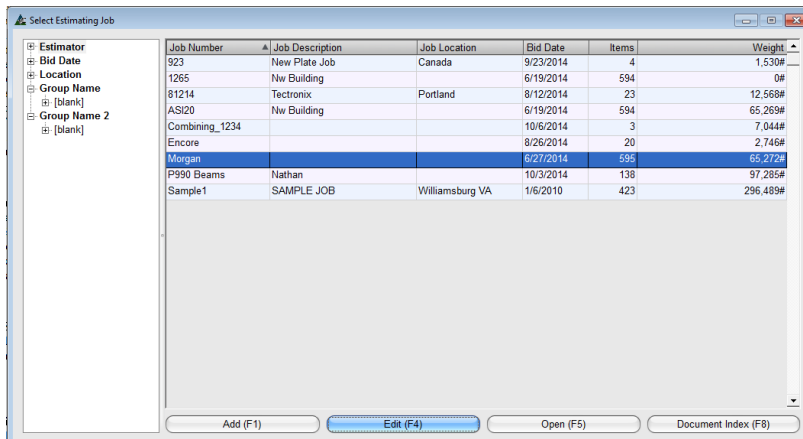 Select Estimating Job
Estimator
Bid Date
Location
Group Name
[blank]
Group Name 2
[blank]
Job Number Job Description Job Location Bid Date Items Weight
923 New Plate Job Canada 9/23/2014 4 1,530#
1265 Nw Building 6/19/2014 594 0#
81214 Tectronix Portland 8/12/2014 23 12,568#
ASI20 Nw Building 6/19/2014 594 65,269#
Combining_1234 10/6/2014 3 7,044#
Encore 8/26/2014 20 2,746#
Morgan 6/27/2014 595 65,272#
P990 Beams Nathan 10/3/2014 138 97,285#
Sample1 SAMPLE JOB Williamsburg VA 1/6/2010 423 296,489#
Add (F1) Edit (F4) Open (F5) Document Index (F8)